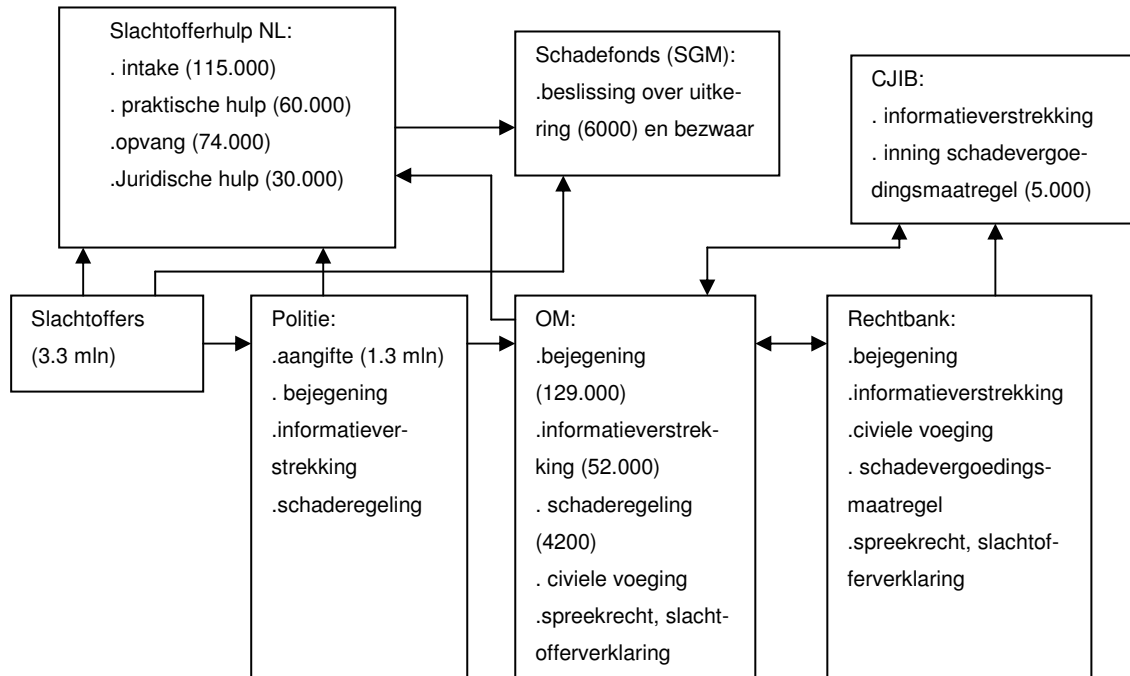 Slachtofferhulp NL:
. intake (115.000)
. praktische hulp (60.000)
.opvang (74.000)
.Juridische hulp (30.000)
Schadefonds (SGM):
.beslissing over uitke-
ring (6000) en bezwaar
CJIB:
. informatieverstrekking
. inning schadevergoe-
dingsmaatregel (5.000)
Slachtoffers
(3.3 mln)
Politie:
.aangifte (1.3 mln)
. bejegening
.informatiever-
strekking
.schaderegeling
OM:
.bejegening
(129.000)
.informatieverstrek-
king (52.000)
. schaderegeling
(4200)
. civiele voeging
.spreekrecht, slacht-
offerverklaring
Rechtbank:
.bejegening
.informatieverstrekking
.civiele voeging
. schadevergoedings-
maatregel
.spreekrecht, slachtof-
ferverklaring